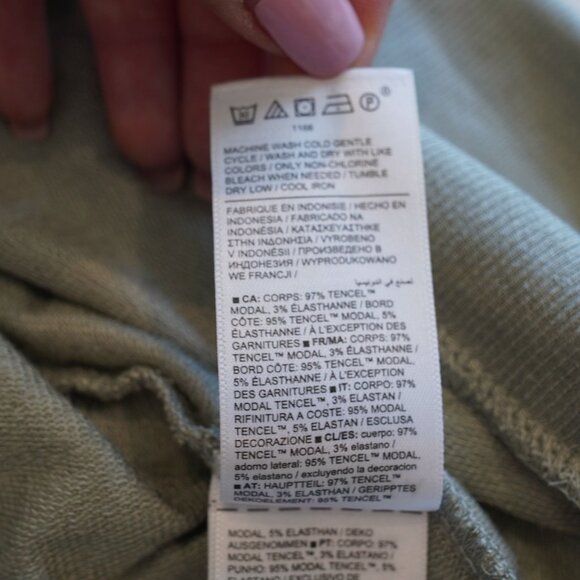 1166
MACHINE WASH COLD GENTLE
CYCLE / WASH AND DRY WITH LIKE
COLORS / ONLY NON-CHLORINE
BLEACH WHEN NEEDED / TUMBLE
DRY LOW / COOL IRON
FABRIQUE EN INDONISIE / HECHO EN
INDONESIA / FABRICADO NA
INDONÉSIA / ΚΑΤΑΣΚΕΥΑΣΤΗΚΕ
ΣΤΗΝ ΙΝΔΟΝΗΣΙΑ / VYROBENO
V INDONÉSII / ПРОИЗВЕДЕНО В
ИНДОНЕЗИЯ / WYPRODUKOWANO
WE FRANCJI /
■ CA: CORPS: 97% TENCEL™
MODAL, 3% ÉLASTHANNE / BORD
CÔTE: 95% TENCEL™ MODAL, 5%
ÉLASTHANNE / À L'EXCEPTION DES
GARNITURES ■ FR/MA: CORPS: 97%
TENCEL™ MODAL, 3% ÉLASTHANNE /
BORD CÔTE: 95% TENCEL™ MODAL,
5% ÉLASTHANNE / À L'EXCEPTION
DES GARNITURES ■ IT: CORPO: 97%
MODAL TENCEL™, 3% ELASTAN /
RIFINITURA A COSTE: 95% MODAL
TENCEL™, 5% ELASTAN / ESCLUSA
DECORAZIONE ■ CL/ES: cuerpo: 97%
TENCEL™ MODAL, 3% elastano /
adorno lateral: 95% TENCEL™ MODAL,
5% elastano / excluyendo la decoracion
■ AT: HAUPTTEIL: 97% TENCEL™
MODAL, 3% ELASTHAN / GERIPPTES
DEKOELEMENT: 95% TENCEL™
MODAL, 5% ELASTHAN / DEKO
AUSGENOMMEN ■ PT: CORPO: 97%
MODAL TENCEL™, 3% ELASTANO /
PUNHO: 95% MODAL TENCEL™, 5%
ELASTANO / EXCLUSIVO DE